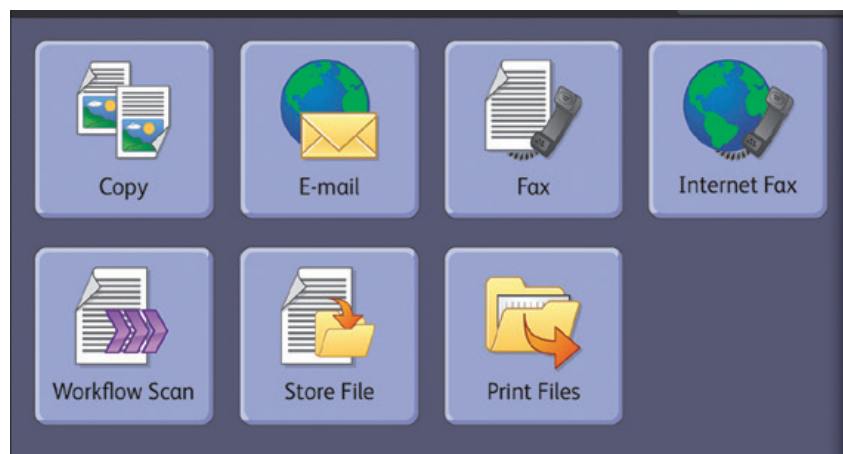 Copy
E-mail
Fax
Internet Fax
Workflow Scan
Store File
Print Files